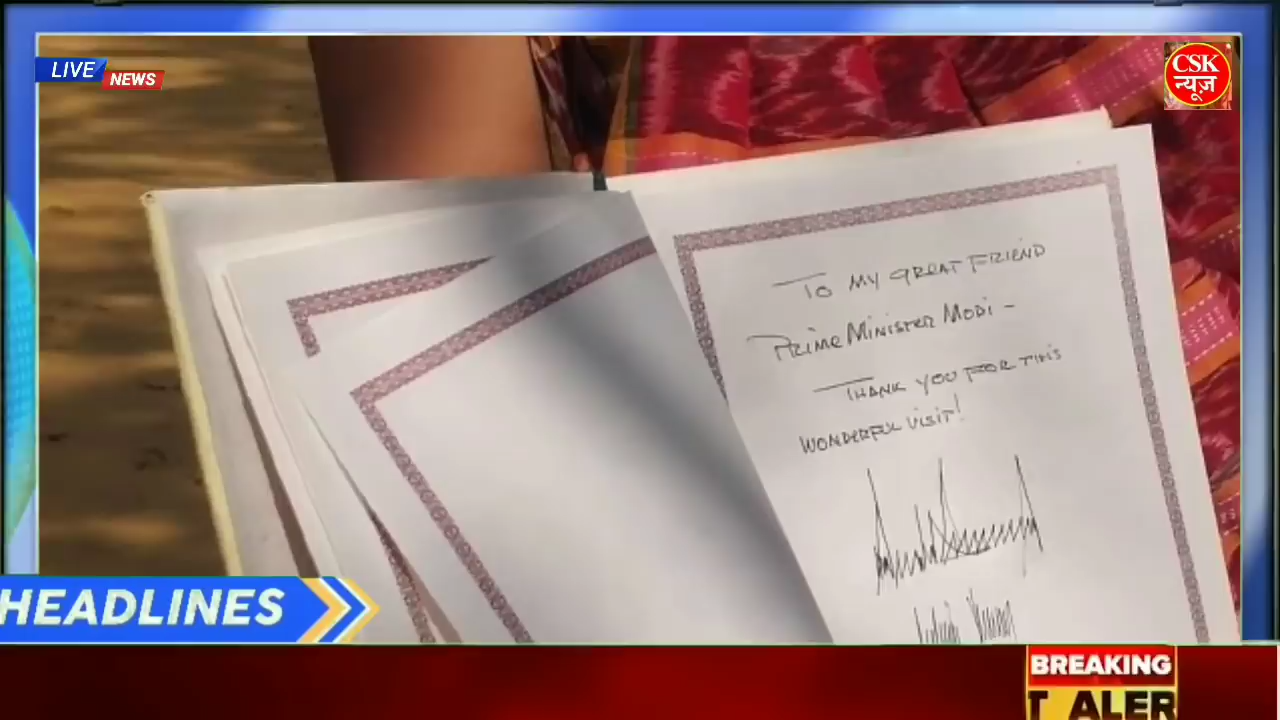 LIVE
NEWS
CSK
न्यूज़
TO MY GREAT FRIEND
PRIME MINISTER MODI -
THANK YOU FOR THIS
WONDERFUL VISIT!
HEADLINES
BREAKING